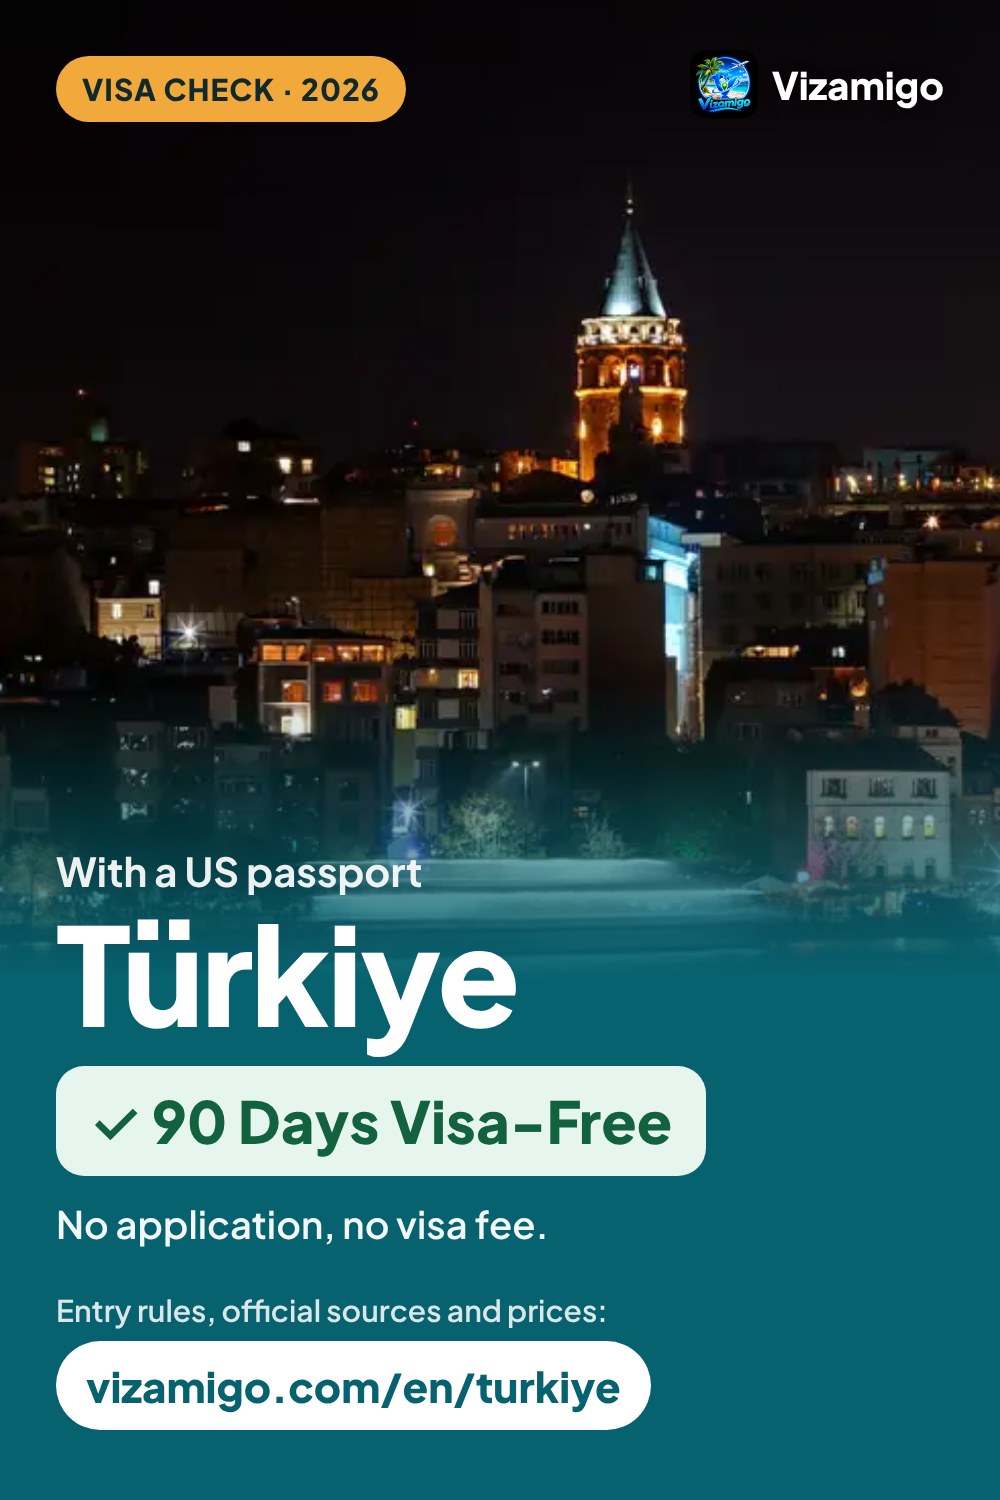 VISA CHECK · 2026
Vizamigo
Vizamigo
With a US passport
Türkiye
✓ 90 Days Visa-Free
No application, no visa fee.
Entry rules, official sources and prices:
vizamigo.com/en/turkiye